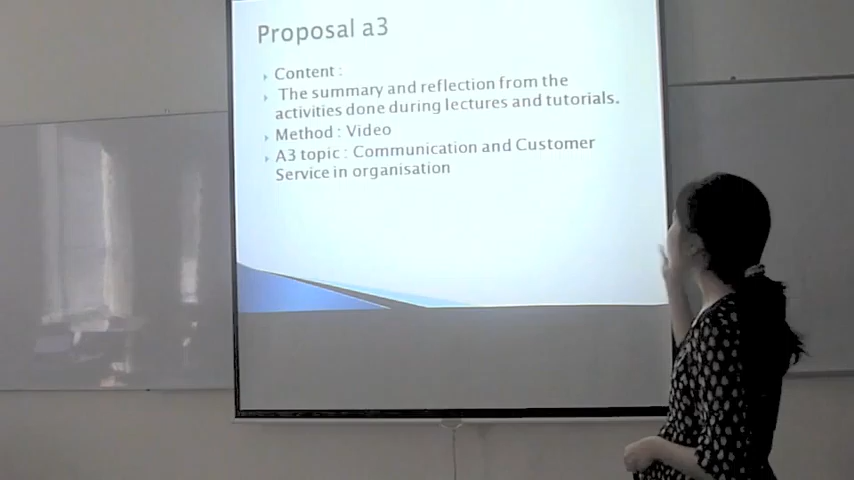 Proposal a3
Content :
The summary and reflection from the
activities done during lectures and tutorials.
Method : Video
A3 topic : Communication and Customer
Service in organisation